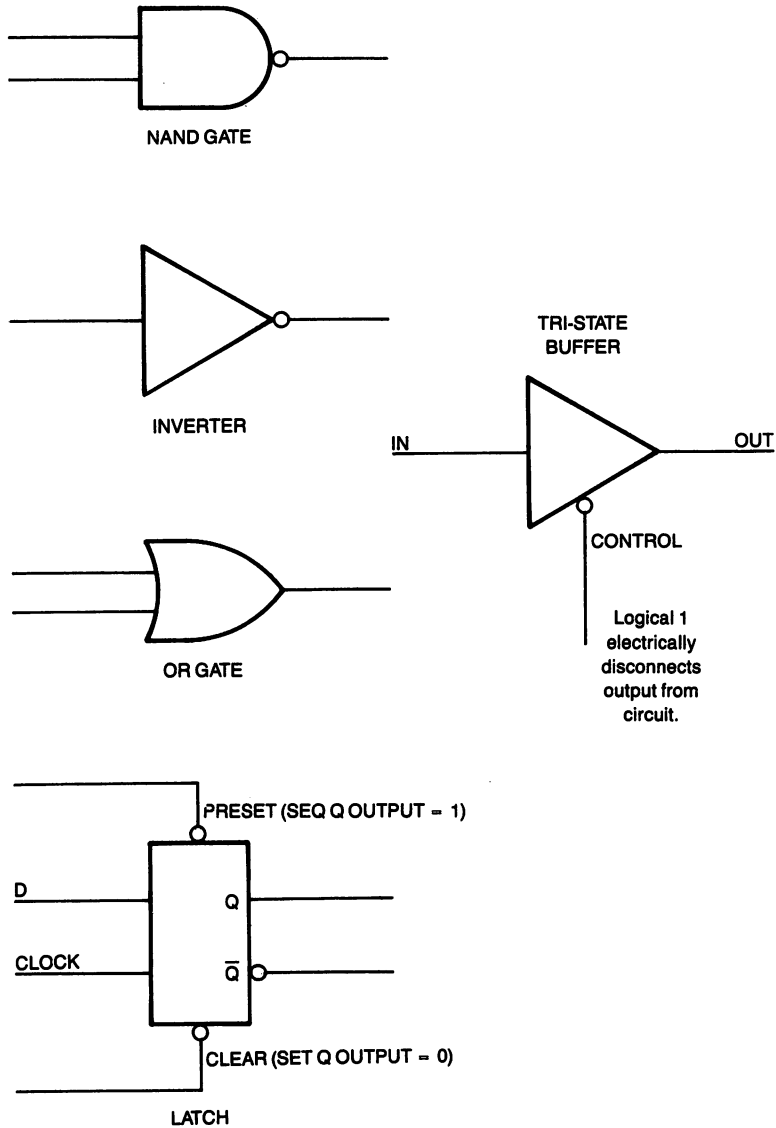 NAND GATE
INVERTER
TRI-STATE
BUFFER
IN
OUT
CONTROL
Logical 1
electrically
disconnects
output from
circuit.
OR GATE
PRESET (SEQ Q OUTPUT = 1)
D
Q
CLOCK
Q̅
CLEAR (SET Q OUTPUT = 0)
LATCH